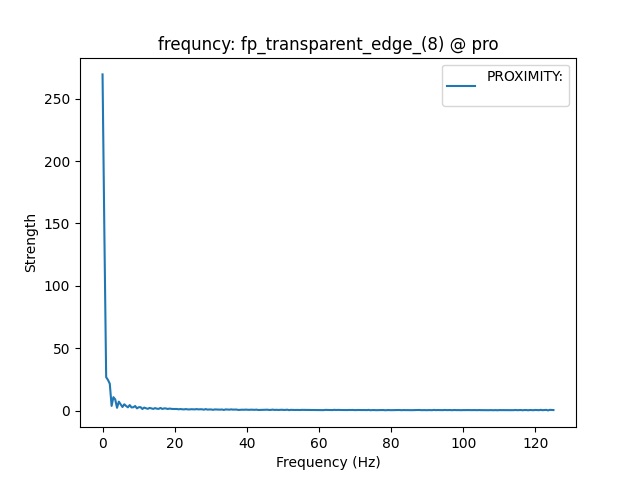 frequncy: fp_transparent_edge_(8) @ pro
PROXIMITY:
250
200
150
100
50
0
Strength
0 20 40 60 80 100 120
Frequency (Hz)